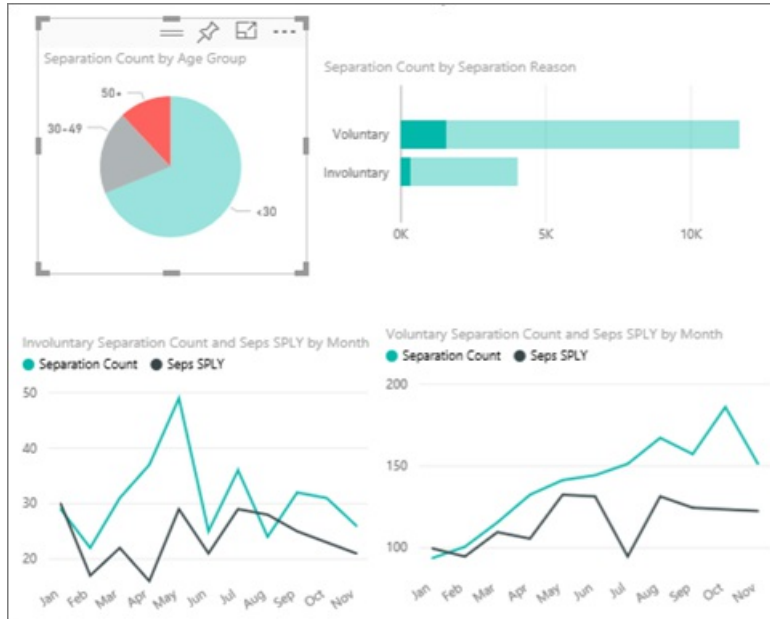 Separation Count by Age Group
50+
30-49
<30
Separation Count by Separation Reason
Voluntary
Involuntary
0K 5K 10K
Involuntary Separation Count and Seps SPLY by Month
Separation Count Seps SPLY
50
40
30
20
Jan Feb Mar Apr May Jun Jul Aug Sep Oct Nov
Voluntary Separation Count and Seps SPLY by Month
Separation Count Seps SPLY
200
150
100
Jan Feb Mar Apr May Jun Jul Aug Sep Oct Nov